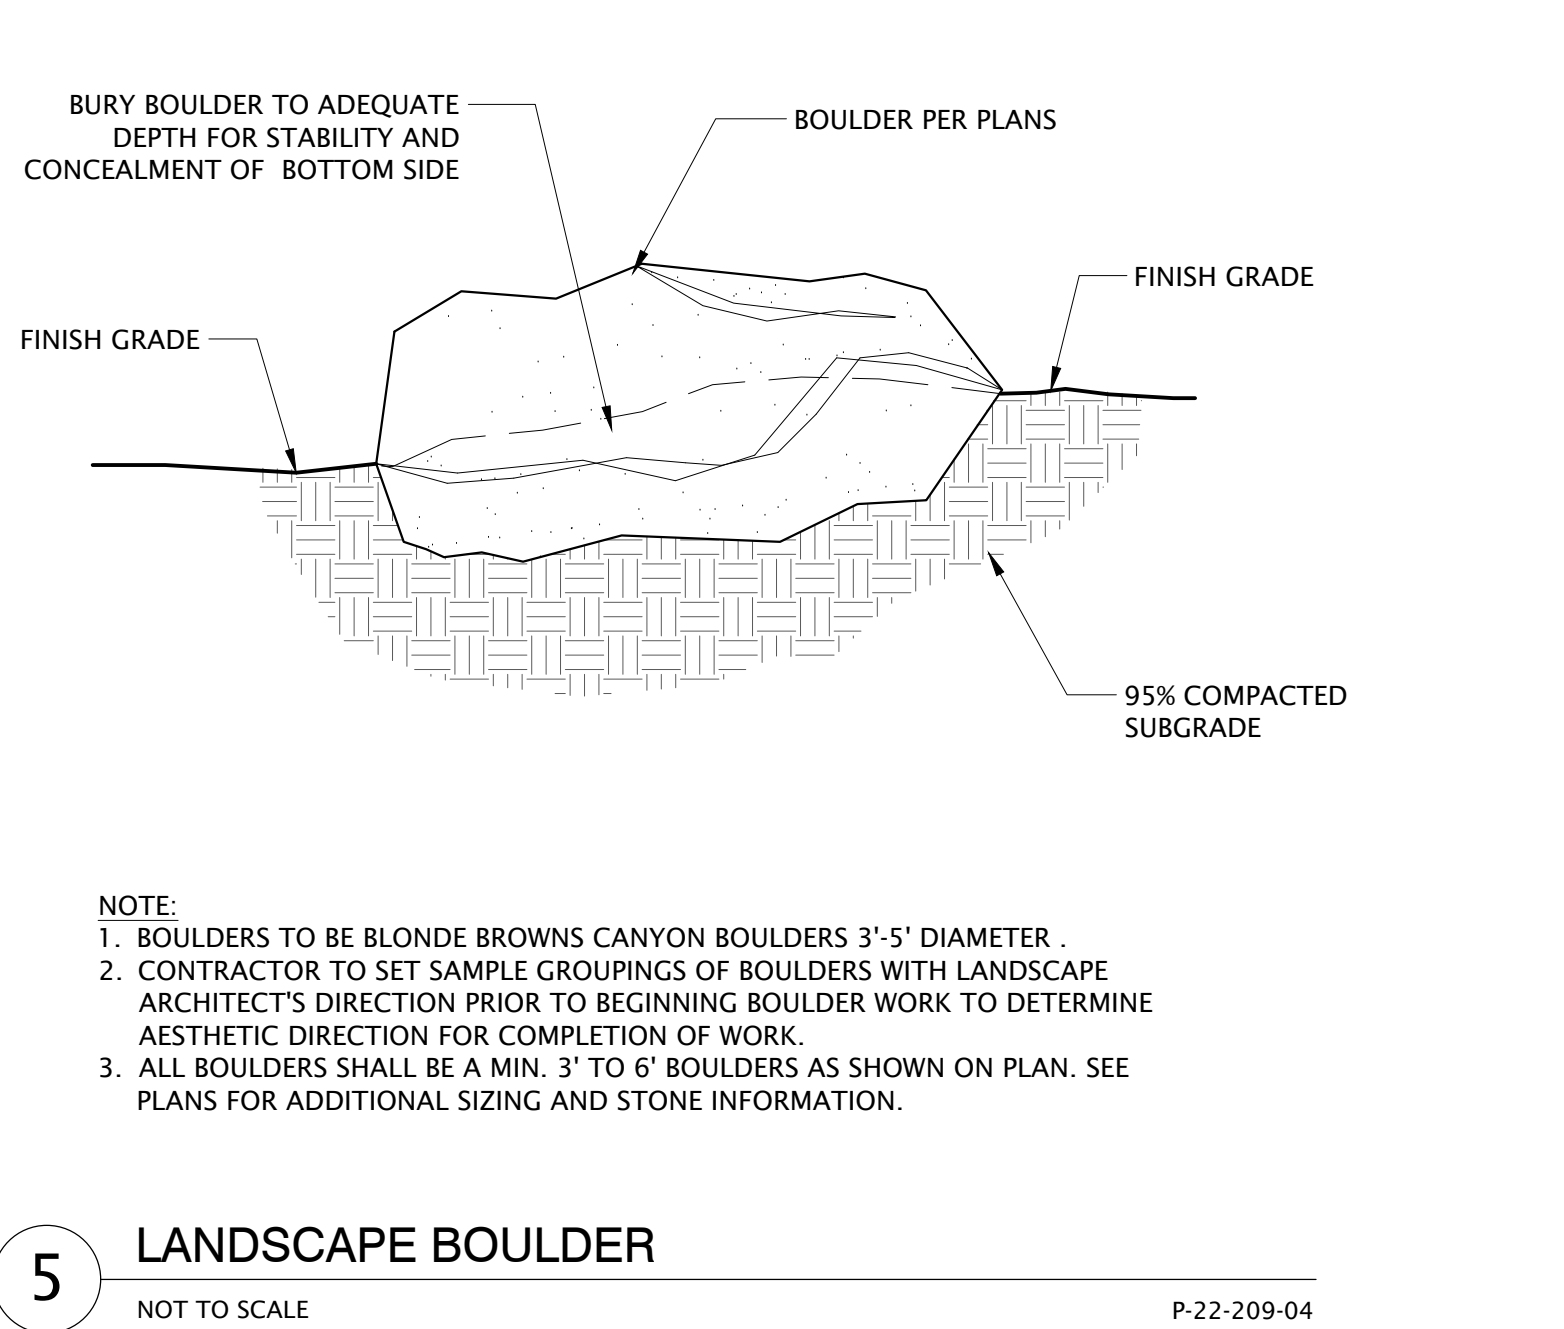 BURY BOULDER TO ADEQUATE
DEPTH FOR STABILITY AND
CONCEALMENT OF  BOTTOM SIDE
BOULDER PER PLANS
FINISH GRADE
FINISH GRADE
95% COMPACTED
SUBGRADE
NOTE:
1. BOULDERS TO BE BLONDE BROWNS CANYON BOULDERS 3'-5' DIAMETER .
2. CONTRACTOR TO SET SAMPLE GROUPINGS OF BOULDERS WITH LANDSCAPE
ARCHITECT'S DIRECTION PRIOR TO BEGINNING BOULDER WORK TO DETERMINE
AESTHETIC DIRECTION FOR COMPLETION OF WORK.
3. ALL BOULDERS SHALL BE A MIN. 3' TO 6' BOULDERS AS SHOWN ON PLAN. SEE
PLANS FOR ADDITIONAL SIZING AND STONE INFORMATION.
5
LANDSCAPE BOULDER
NOT TO SCALE
P-22-209-04